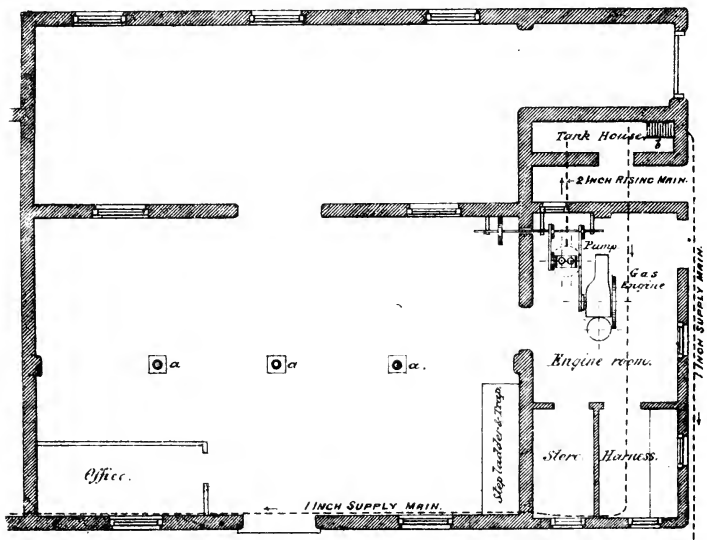 Tank House.
b
2 INCH RISING MAIN.
Pump
Gas
Engine
7 INCH SUPPLY MAIN.
a
a
a.
Engine room.
Office.
Step ladder & Trap.
Store.
Harness.
1 INCH SUPPLY MAIN.